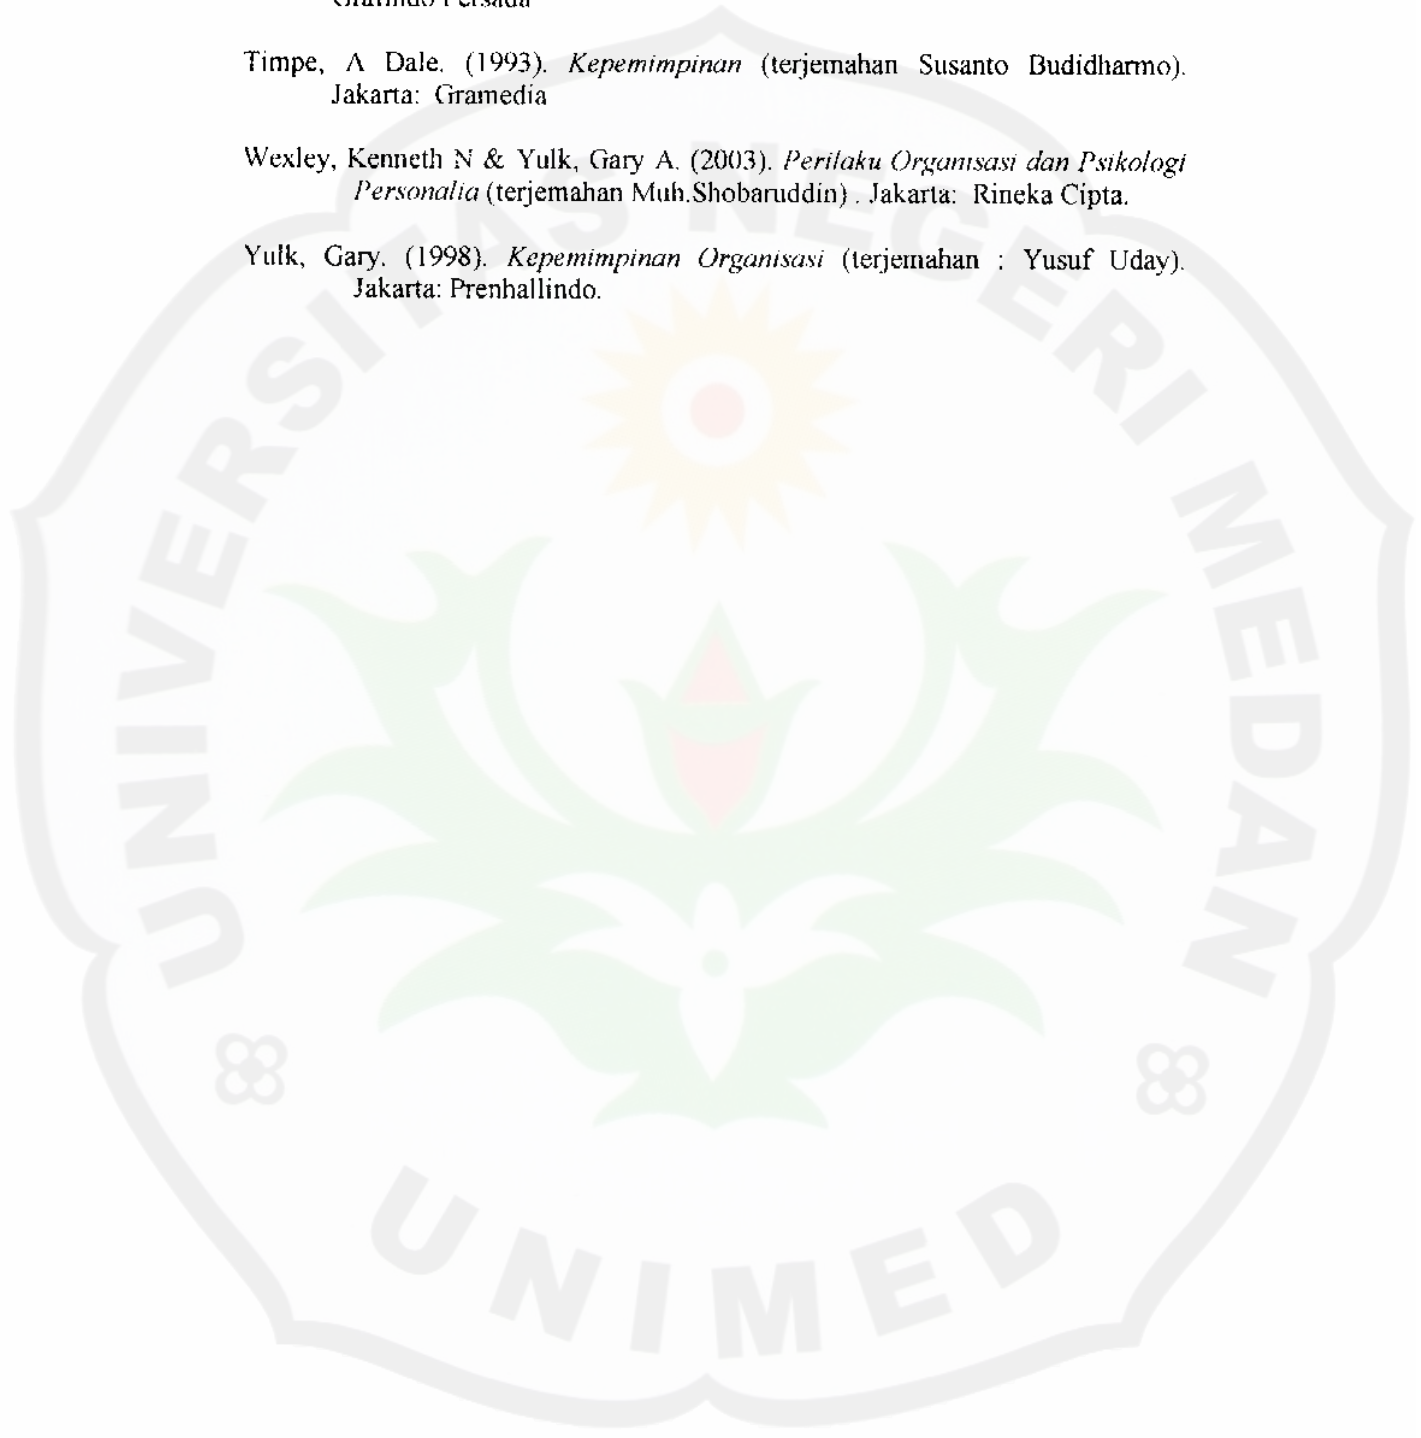 Grafindo Persada
Timpe, A Dale. (1993). Kepemimpinan (terjemahan Susanto Budidharmo).
Jakarta: Gramedia
Wexley, Kenneth N & Yulk, Gary A. (2003). Perilaku Organisasi dan Psikologi
Personalia (terjemahan Muh.Shobaruddin) . Jakarta: Rineka Cipta.
Yulk, Gary. (1998). Kepemimpinan Organisasi (terjemahan : Yusuf Uday).
Jakarta: Prenhallindo.
UNIVERSITAS NEGERI MEDAN
UNIMED